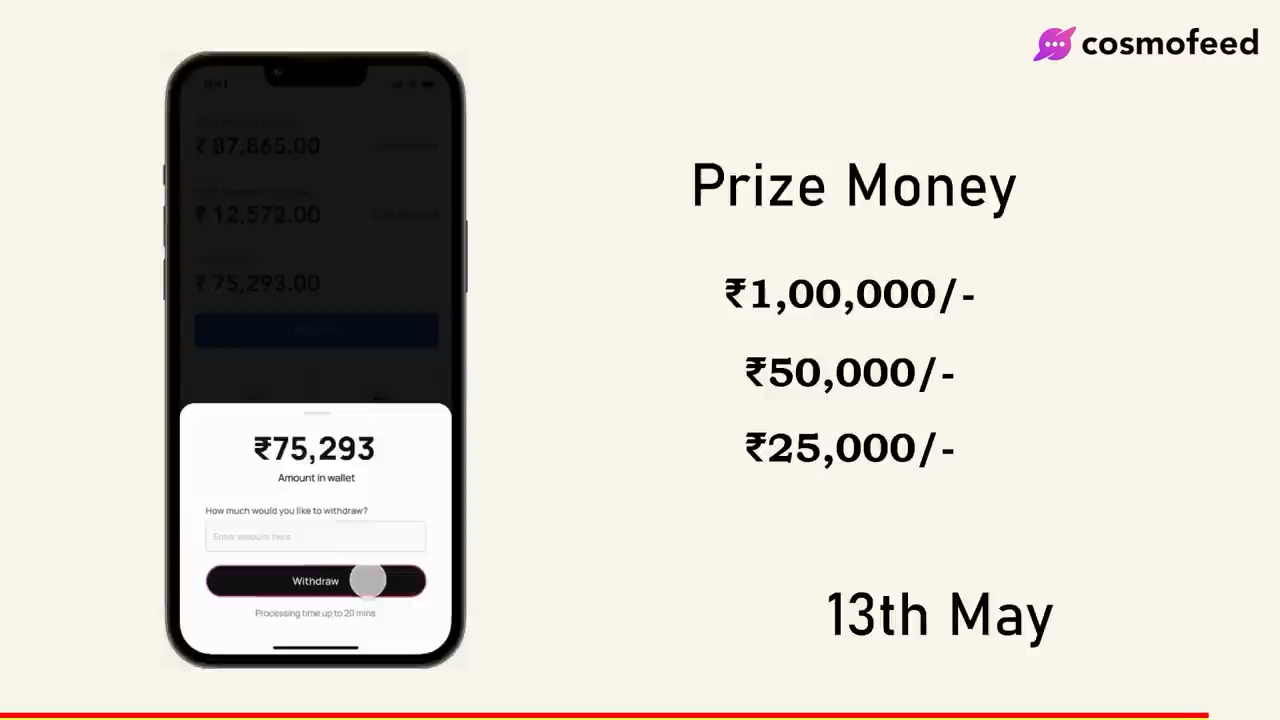 cosmofeed
₹ 87,865.00
₹ 12,572.00
₹ 75,293.00
₹75,293
Amount in wallet
How much would you like to withdraw?
Enter amount here
Withdraw
Processing time up to 20 mins
Prize Money
₹1,00,000/-
₹50,000/-
₹25,000/-
13th May